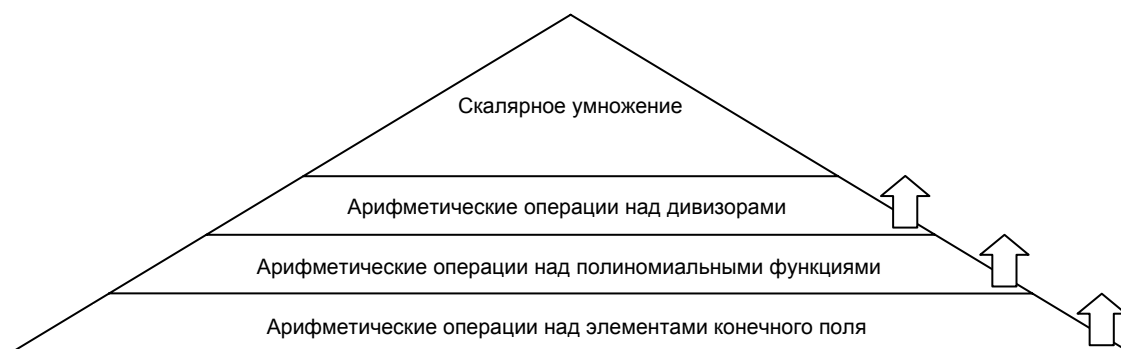 Скалярное умножение
Арифметические операции над дивизорами
Арифметические операции над полиномиальными функциями
Арифметические операции над элементами конечного поля